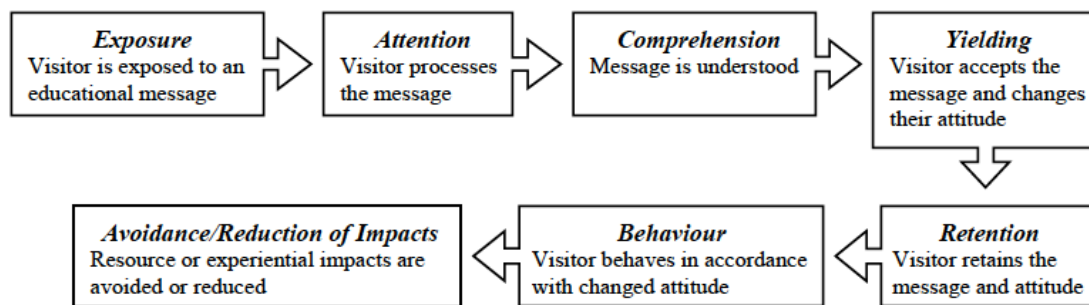 Exposure
Visitor is exposed to an
educational message
Attention
Visitor processes
the message
Comprehension
Message is understood
Yielding
Visitor accepts the
message and changes
their attitude
Avoidance/Reduction of Impacts
Resource or experiential impacts are
avoided or reduced
Behaviour
Visitor behaves in accordance
with changed attitude
Retention
Visitor retains the
message and attitude